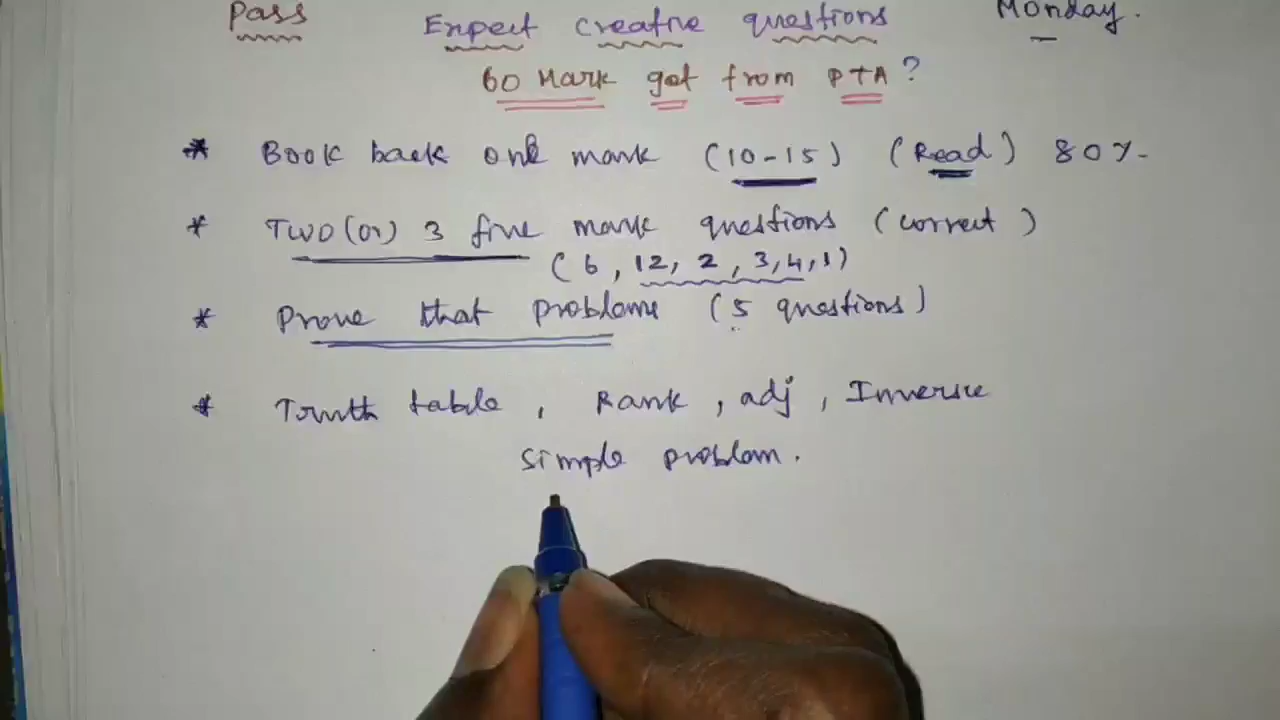 Pass Expect creative questions Monday.
60 Mark get from PTA?
* Book back one mark (10-15) (Read) 80%
* Two (or) 3 five mark questions (correct)
(6, 12, 2, 3, 4, 1)
* Prove that problems (5 questions)
* Truth table, Rank, adj, Inverse
simple problem.